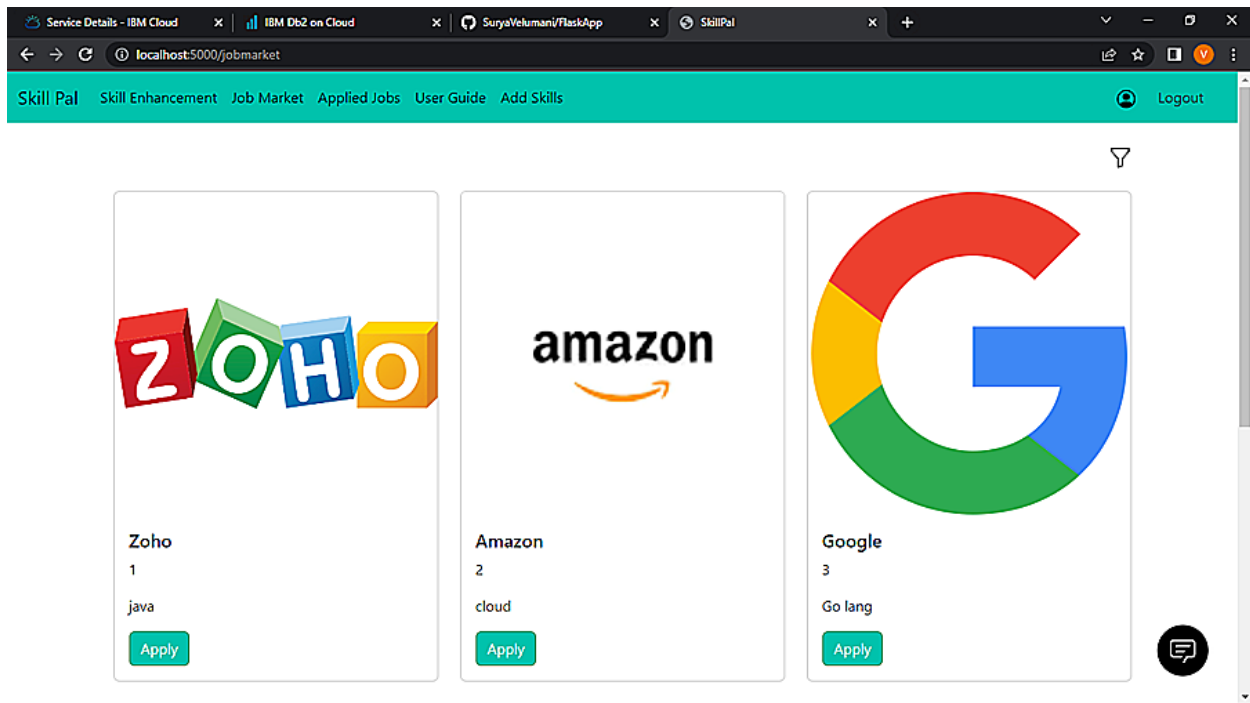 Service Details - IBM Cloud
IBM Db2 on Cloud
SuryaVelumani/FlaskApp
SkillPal
localhost:5000/jobmarket
V
Skill Pal Skill Enhancement Job Market Applied Jobs User Guide Add Skills Logout
ZOHO
amazon
G
Zoho
1
java
Apply
Amazon
2
cloud
Apply
Google
3
Go lang
Apply